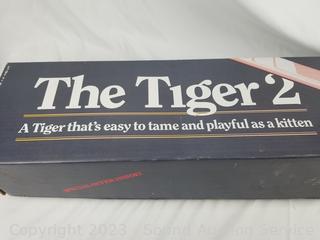 The Tiger 2
A Tiger that's easy to tame and playful as a kitten
Copyright 2023 - Sound Auction Service